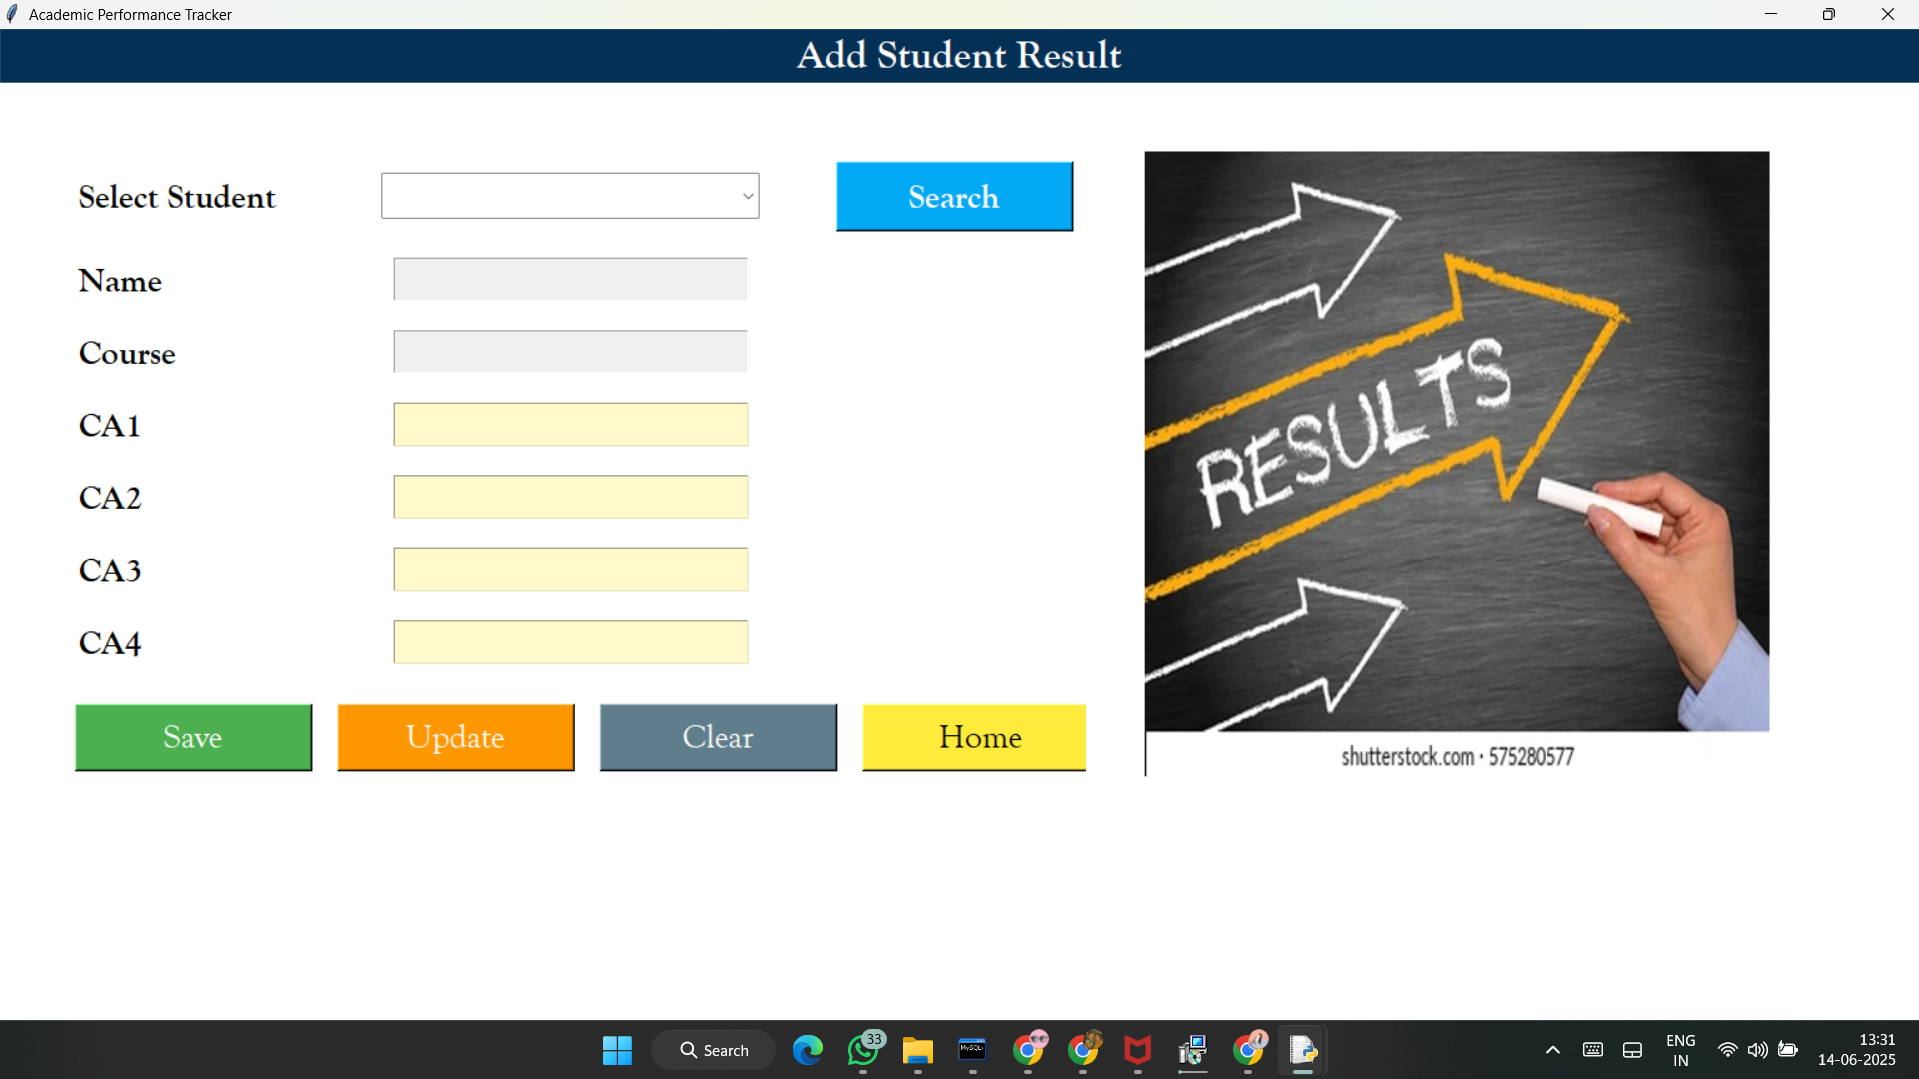 Academic Performance Tracker
Add Student Result
Select Student
Search
Name
Course
CA1
CA2
CA3
CA4
Save
Update
Clear
Home
RESULTS
shutterstock.com · 575280577
Search
33
MySQL
ENG
IN
13:31
14-06-2025